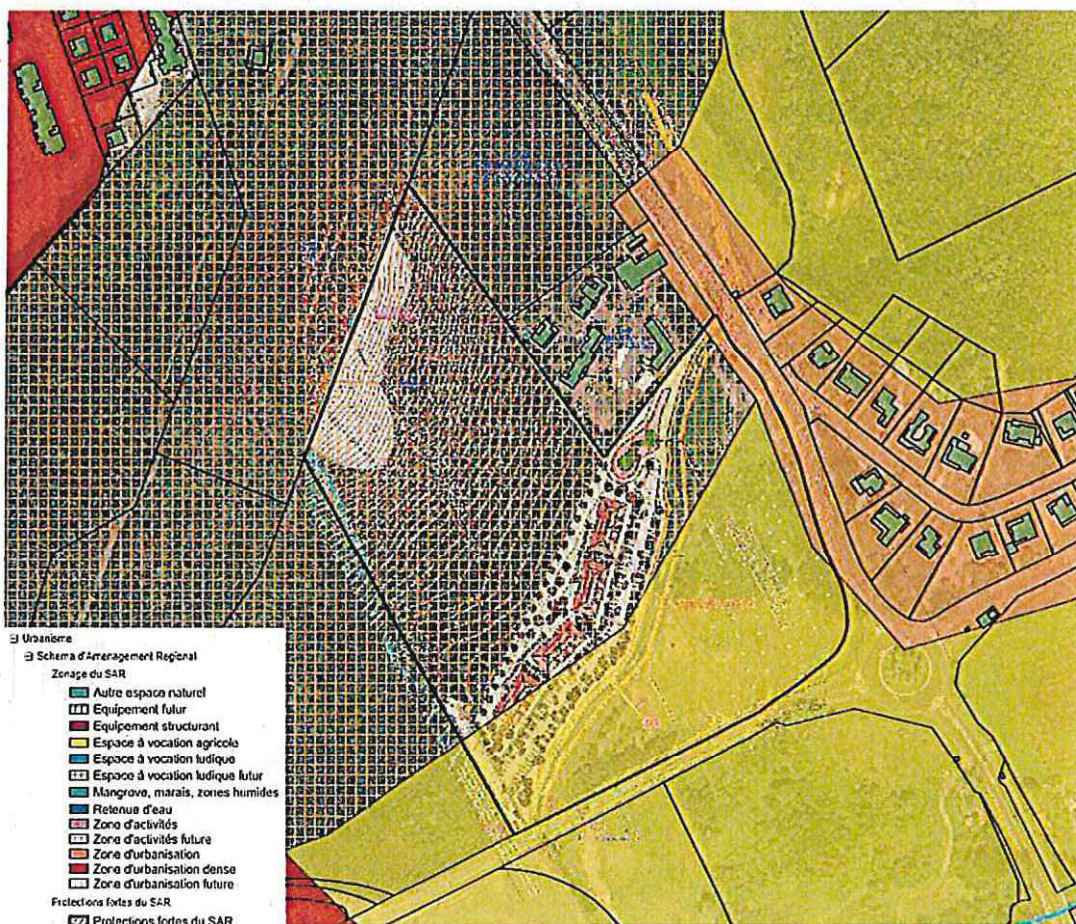 Urbanisme
Schema d'Amenagement Regional
Zonage du SAR
Autre espace naturel
Equipement futur
Equipement structurant
Espace à vocation agricole
Espace à vocation ludique
Espace à vocation ludique futur
Mangrove, marais, zones humides
Retenue d'eau
Zone d'activités
Zone d'activités future
Zone d'urbanisation
Zone d'urbanisation dense
Zone d'urbanisation future
Protections fortes du SAR
Protections fortes du SAR